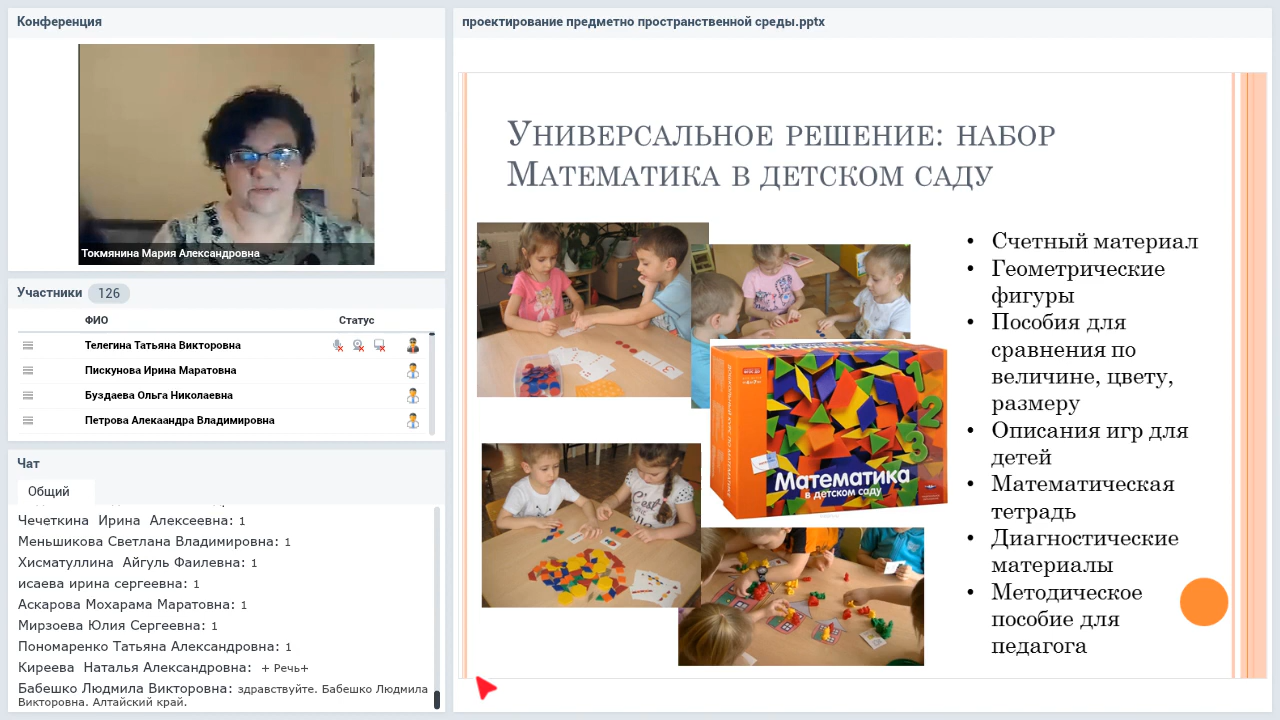 Конференция
Токмянина Мария Александровна
Участники 126
ФИО Статус
Телегина Татьяна Викторовна
Пискунова Ирина Маратовна
Буздаева Ольга Николаевна
Петрова Алекаандра Владимировна
Чат
Общий
Чечеткина Ирина Алексеевна: 1
Меньшикова Светлана Владимировна: 1
Хисматуллина Айгуль Фаилевна: 1
исаева ирина сергеевна: 1
Аскарова Мохарама Маратовна: 1
Мирзоева Юлия Сергеевна: 1
Пономаренко Татьяна Александровна: 1
Киреева Наталья Александровна: + Речь+
Бабешко Людмила Викторовна: здравствуйте. Бабешко Людмила
Викторовна. Алтайский край.
проектирование предметно пространственной среды.pptx
Универсальное решение: набор
Математика в детском саду
1
2
3
Математика
в детском саду
• Счетный материал
• Геометрические
фигуры
• Пособия для
сравнения по
величине, цвету,
размеру
• Описания игр для
детей
• Математическая
тетрадь
• Диагностические
материалы
• Методическое
пособие для
педагога